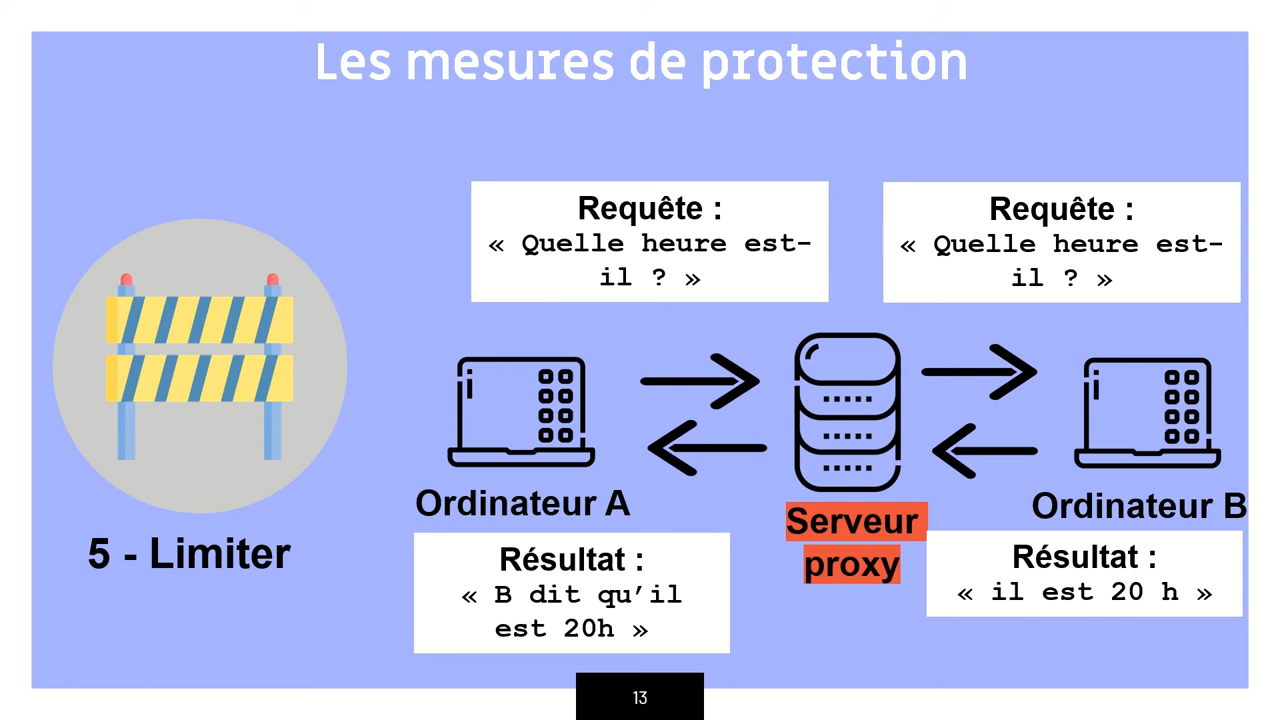 Les mesures de protection
Requête :
« Quelle heure est-
il ? »
Requête :
« Quelle heure est-
il ? »
Ordinateur A
Serveur
proxy
Ordinateur B
5 - Limiter
Résultat :
« B dit qu’il
est 20h »
Résultat :
« il est 20 h »
13